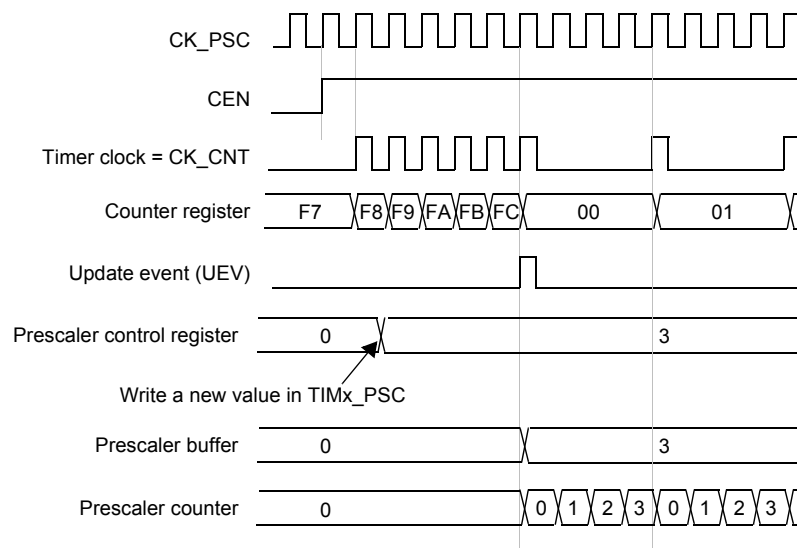 CK_PSC
CEN
Timer clock = CK_CNT
Counter register F7 F8 F9 FA FB FC 00 01
Update event (UEV)
Prescaler control register 0 3
Write a new value in TIMx_PSC
Prescaler buffer 0 3
Prescaler counter 0 0 1 2 3 0 1 2 3